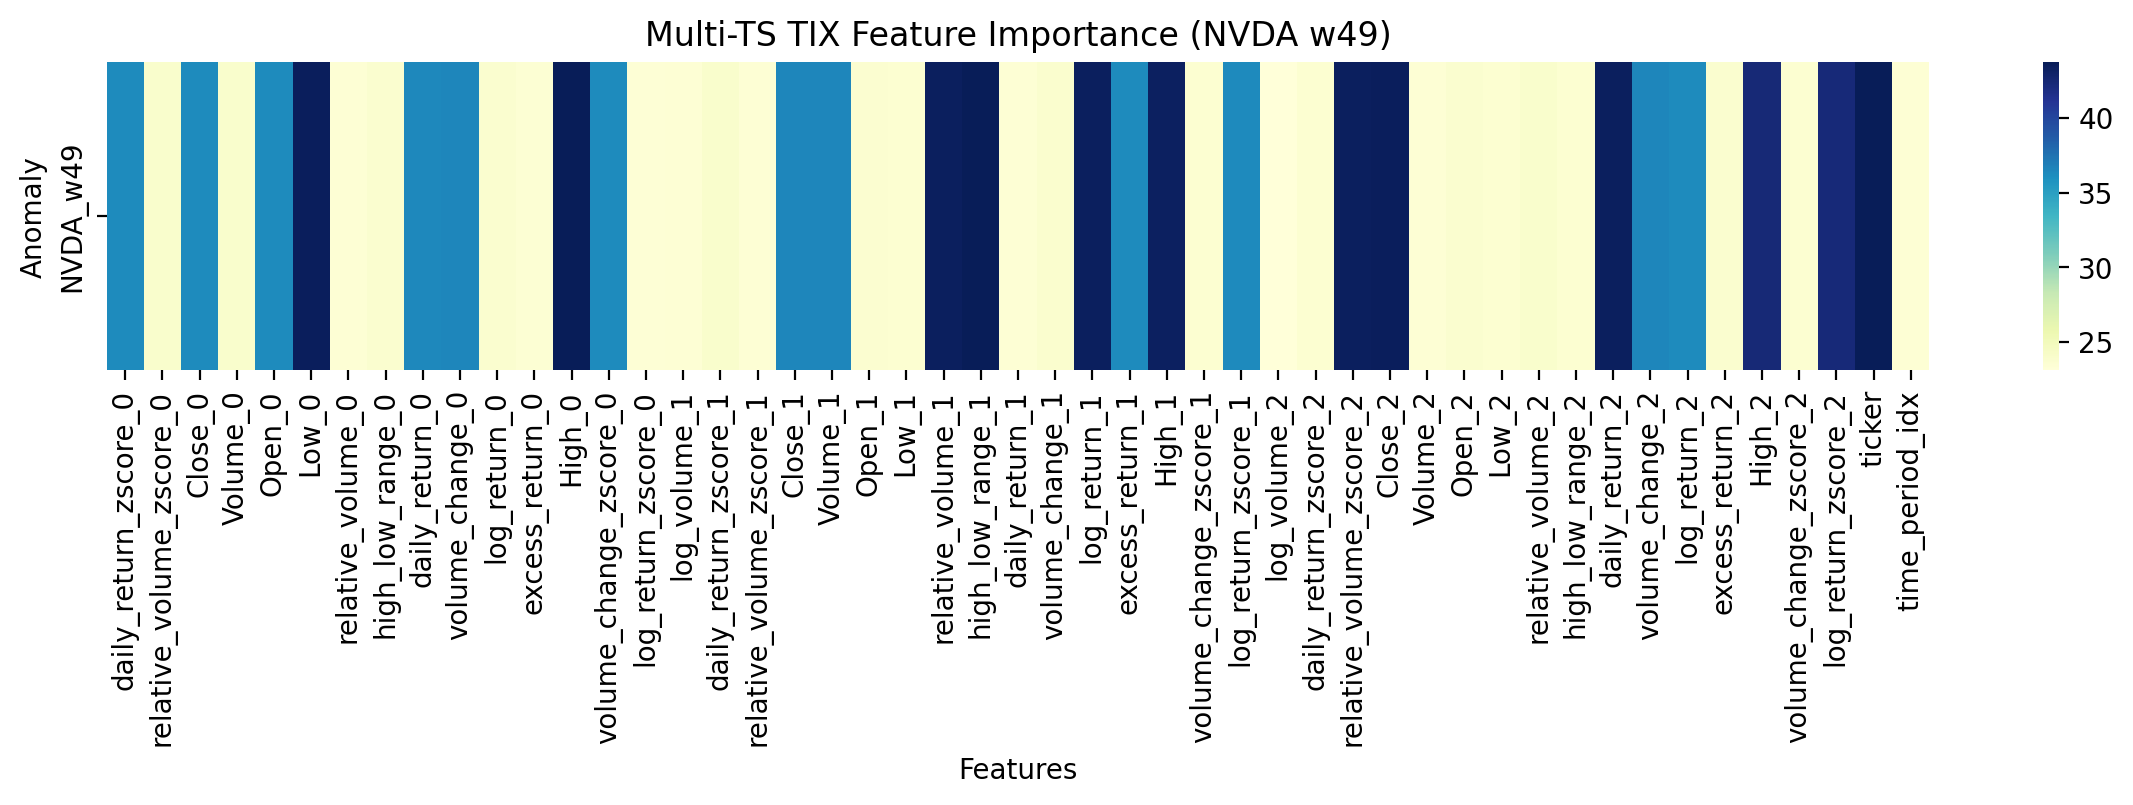 Multi-TS TIX Feature Importance (NVDA w49)
Anomaly
NVDA_w49
40
35
30
25
daily_return_zscore_0
relative_volume_zscore_0
Close_0
Volume_0
Open_0
Low_0
relative_volume_0
high_low_range_0
daily_return_0
volume_change_0
log_return_0
excess_return_0
High_0
volume_change_zscore_0
log_return_zscore_0
log_volume_1
daily_return_zscore_1
relative_volume_zscore_1
Close_1
Volume_1
Open_1
Low_1
relative_volume_1
high_low_range_1
daily_return_1
volume_change_1
log_return_1
excess_return_1
High_1
volume_change_zscore_1
log_return_zscore_1
log_volume_2
daily_return_zscore_2
relative_volume_zscore_2
Close_2
Volume_2
Open_2
Low_2
relative_volume_2
high_low_range_2
daily_return_2
volume_change_2
log_return_2
excess_return_2
High_2
volume_change_zscore_2
log_return_zscore_2
ticker
time_period_idx
Features